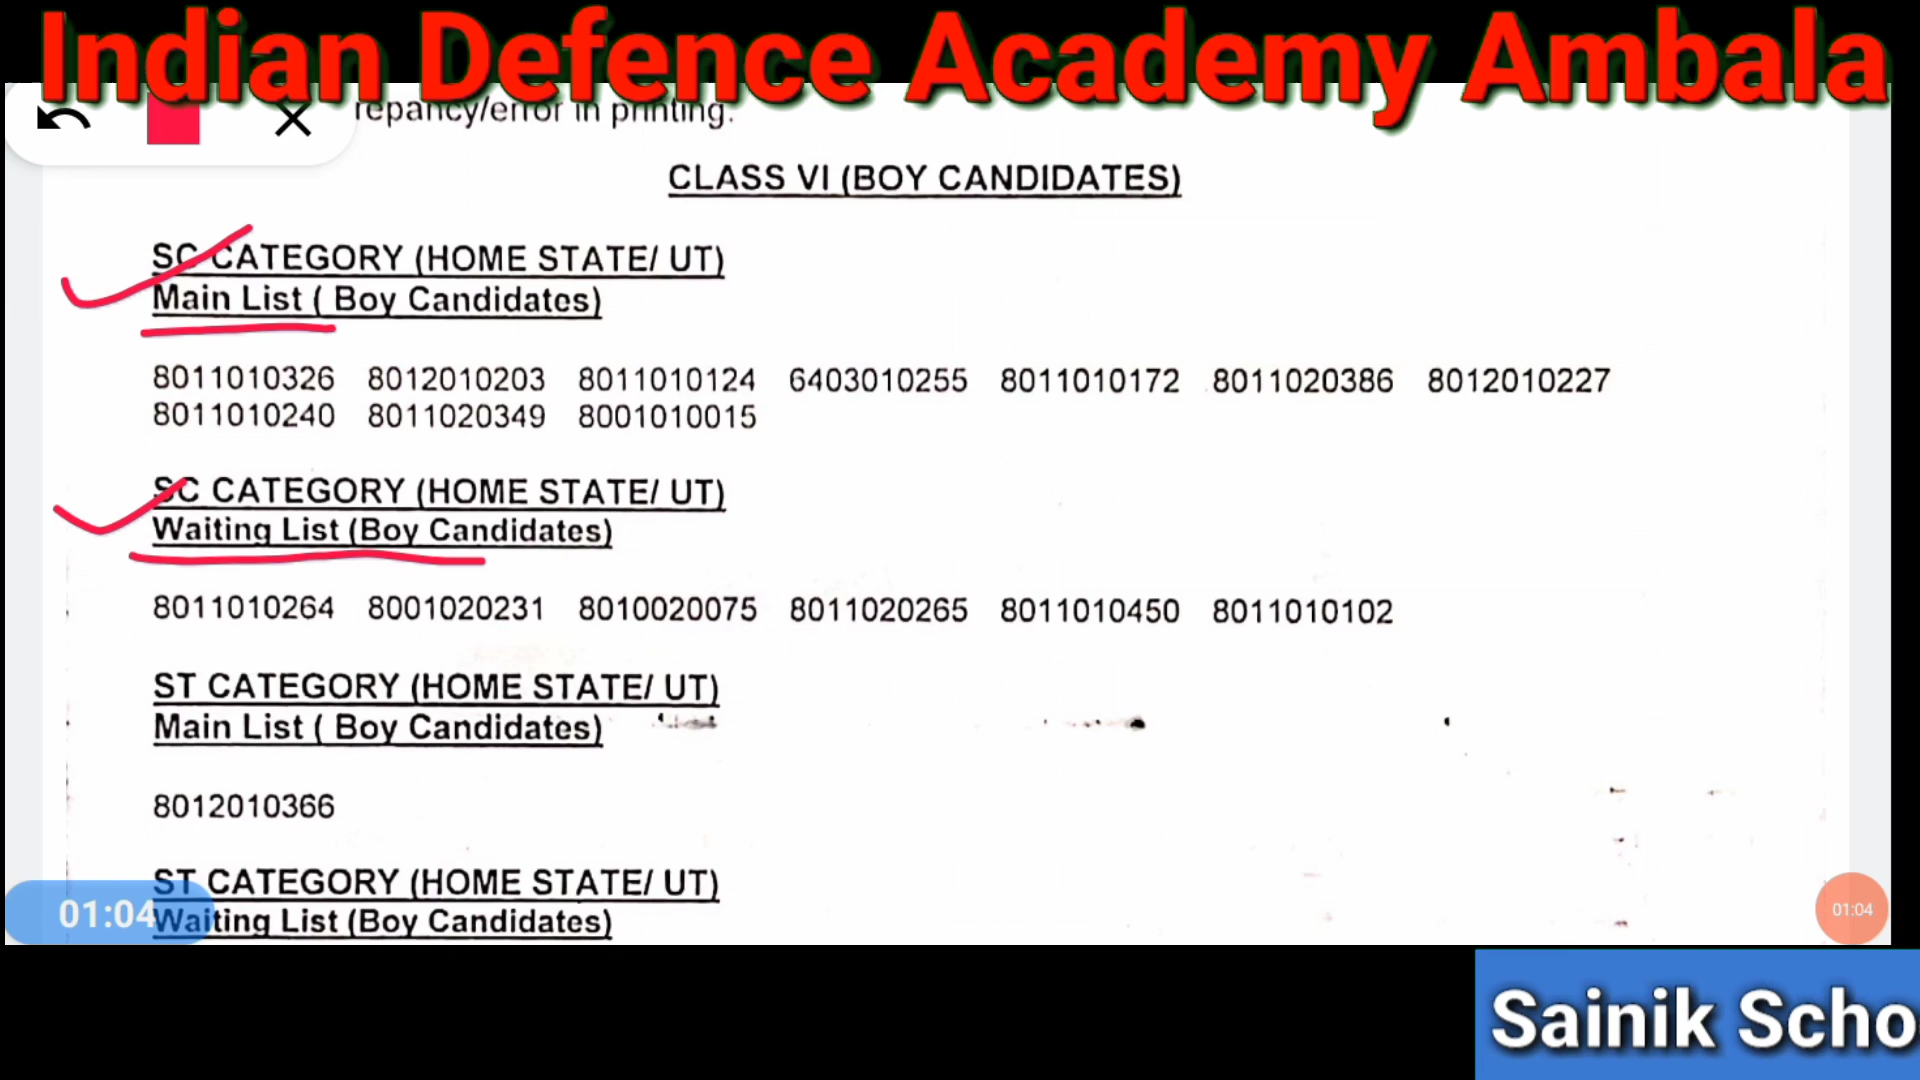 Indian Defence Academy Ambala
repancy/error in printing.
CLASS VI (BOY CANDIDATES)
SC CATEGORY (HOME STATE/ UT)
Main List ( Boy Candidates)
8011010326 8012010203 8011010124 6403010255 8011010172 8011020386 8012010227
8011010240 8011020349 8001010015
SC CATEGORY (HOME STATE/ UT)
Waiting List (Boy Candidates)
8011010264 8001020231 8010020075 8011020265 8011010450 8011010102
ST CATEGORY (HOME STATE/ UT)
Main List ( Boy Candidates)
8012010366
ST CATEGORY (HOME STATE/ UT)
01:04
Waiting List (Boy Candidates)
01:04
Sainik Scho